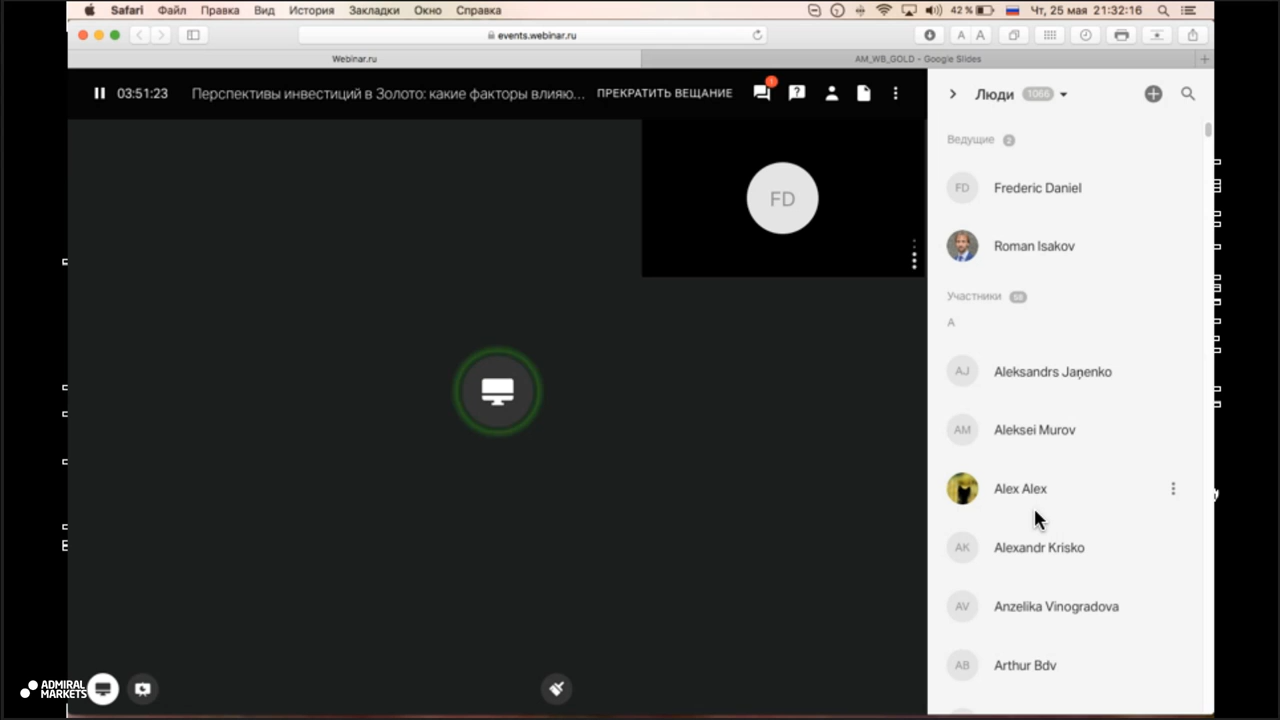 Safari Файл Правка Вид История Закладки Окно Справка 42 % Чт, 25 мая 21:32:16
events.webinar.ru
A A
Webinar.ru
AM_WB_GOLD - Google Slides
03:51:23 Перспективы инвестиций в Золото: какие факторы влияю... ПРЕКРАТИТЬ ВЕЩАНИЕ
Люди 1066
Ведущие 2
FD
FD Frederic Daniel
Roman Isakov
Участники 58
A
AJ Aleksandrs Jaņenko
AM Aleksei Murov
Alex Alex
AK Alexandr Krisko
AV Anzelika Vinogradova
AB Arthur Bdv
ADMIRAL
MARKETS